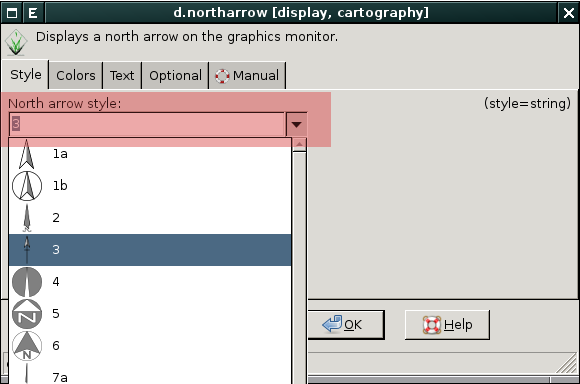 E d.northarrow [display, cartography]
Displays a north arrow on the graphics monitor.
Style Colors Text Optional Manual
North arrow style: (style=string)
3
1a
1b
2
3
4
5
6
7a
OK Help